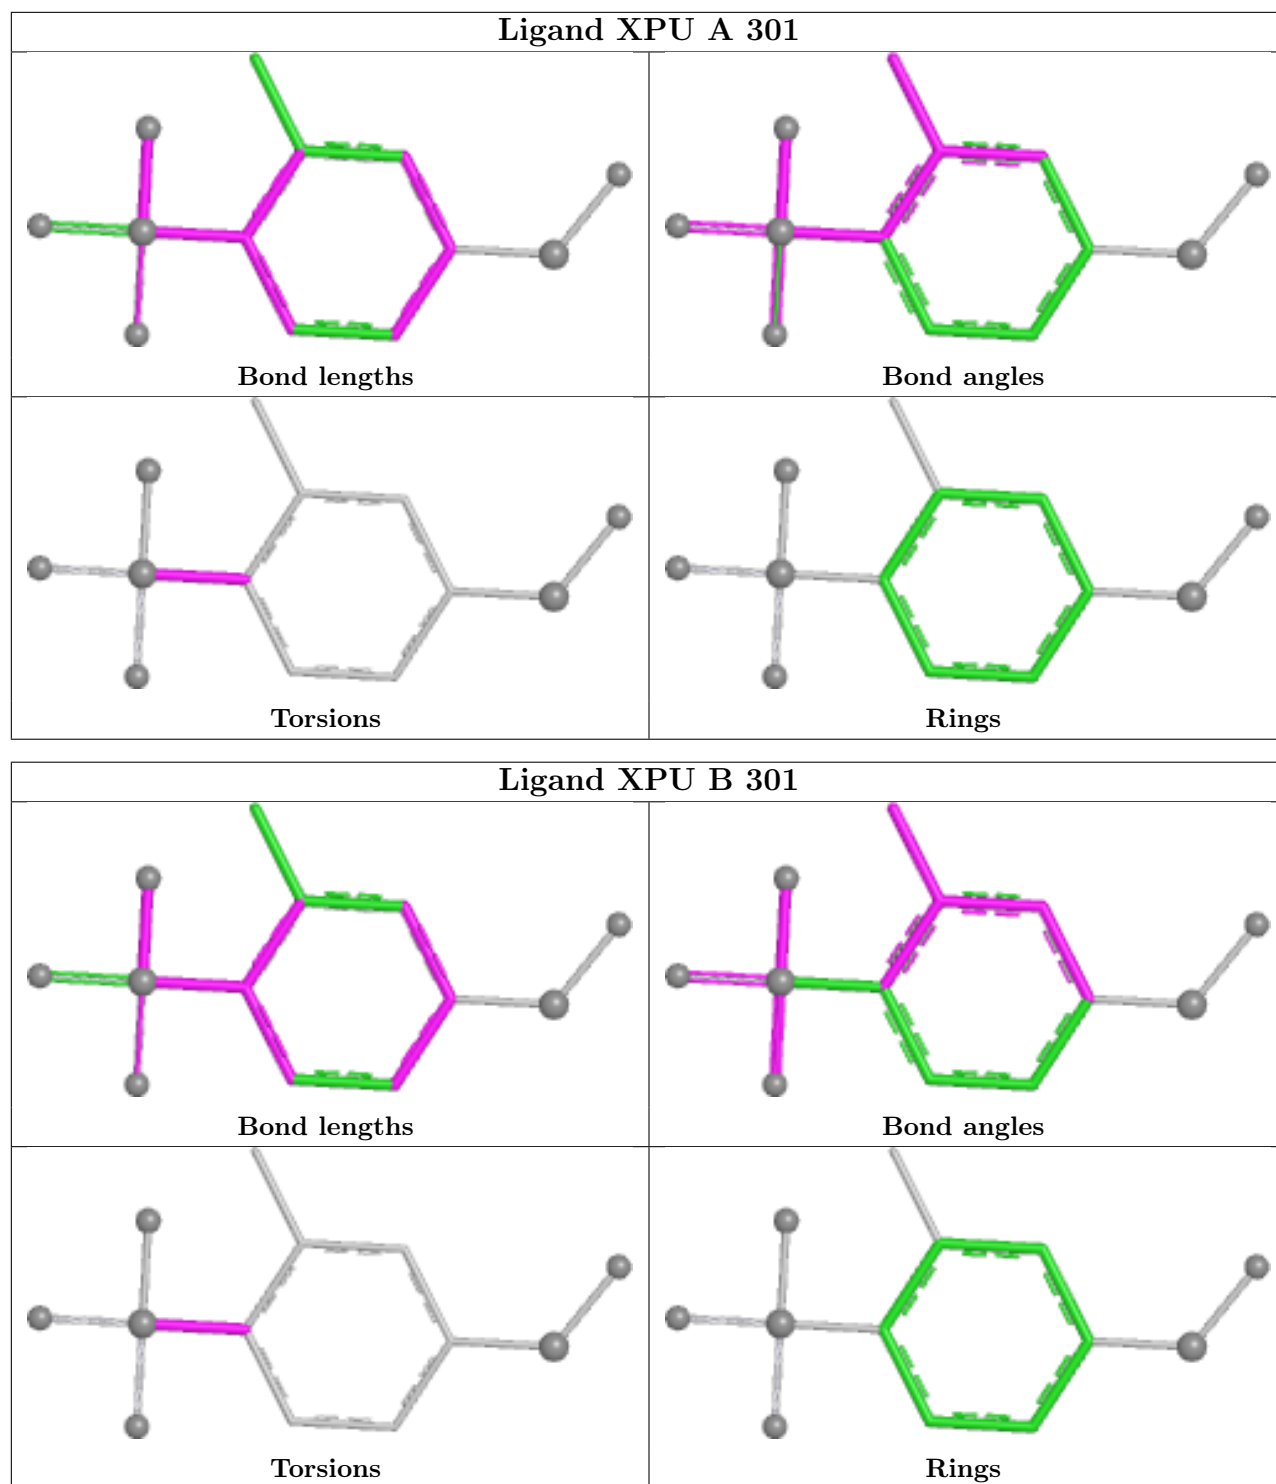 Ligand XPU A 301
Bond lengths
Bond angles
Torsions
Rings
Ligand XPU B 301
Bond lengths
Bond angles
Torsions
Rings